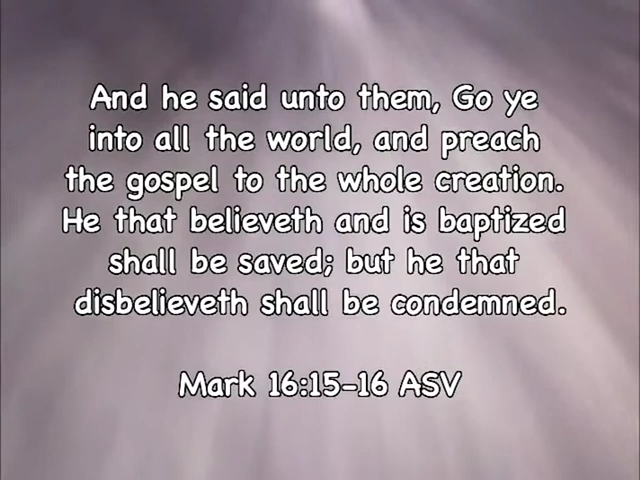 And he said unto them, Go ye
into all the world, and preach
the gospel to the whole creation.
He that believeth and is baptized
shall be saved; but he that
disbelieveth shall be condemned.
Mark 16:15-16 ASV